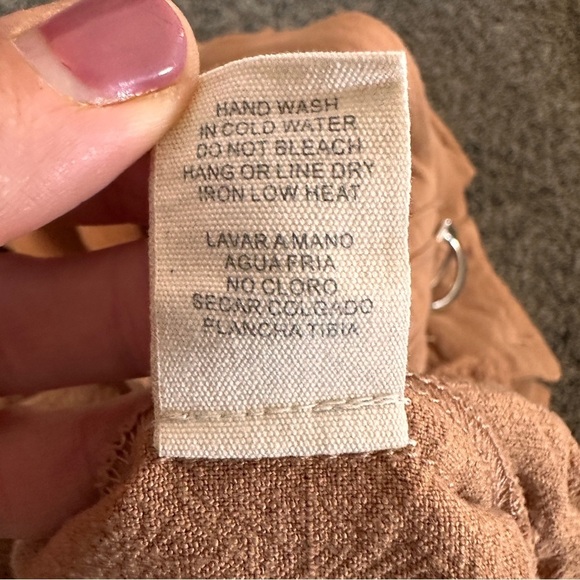 HAND WASH
IN COLD WATER
DO NOT BLEACH
HANG OR LINE DRY
IRON LOW HEAT
LAVAR A MANO
AGUA FRIA
NO CLORO
SECAR COLGADO
PLANCHA TIBIA